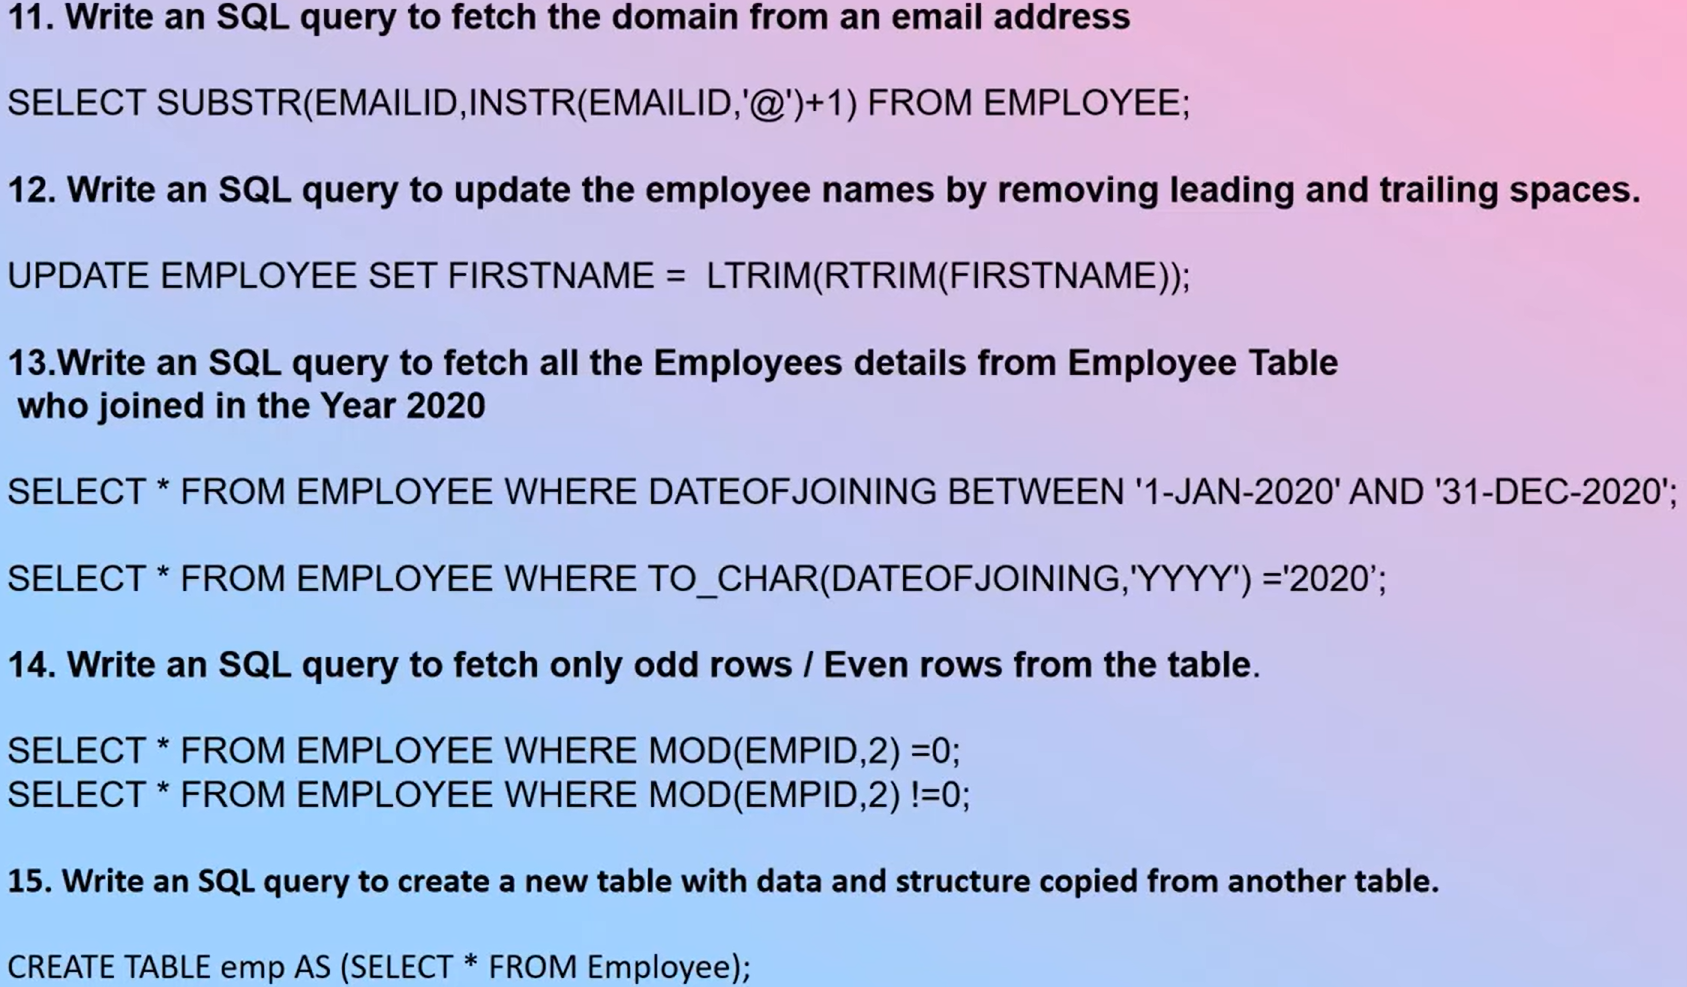 11. Write an SQL query to fetch the domain from an email address
SELECT SUBSTR(EMAILID,INSTR(EMAILID,'@')+1) FROM EMPLOYEE;
12. Write an SQL query to update the employee names by removing leading and trailing spaces.
UPDATE EMPLOYEE SET FIRSTNAME =  LTRIM(RTRIM(FIRSTNAME));
13.Write an SQL query to fetch all the Employees details from Employee Table
who joined in the Year 2020
SELECT * FROM EMPLOYEE WHERE DATEOFJOINING BETWEEN '1-JAN-2020' AND '31-DEC-2020';
SELECT * FROM EMPLOYEE WHERE TO_CHAR(DATEOFJOINING,'YYYY') ='2020’;
14. Write an SQL query to fetch only odd rows / Even rows from the table.
SELECT * FROM EMPLOYEE WHERE MOD(EMPID,2) =0;
SELECT * FROM EMPLOYEE WHERE MOD(EMPID,2) !=0;
15. Write an SQL query to create a new table with data and structure copied from another table.
CREATE TABLE emp AS (SELECT * FROM Employee);